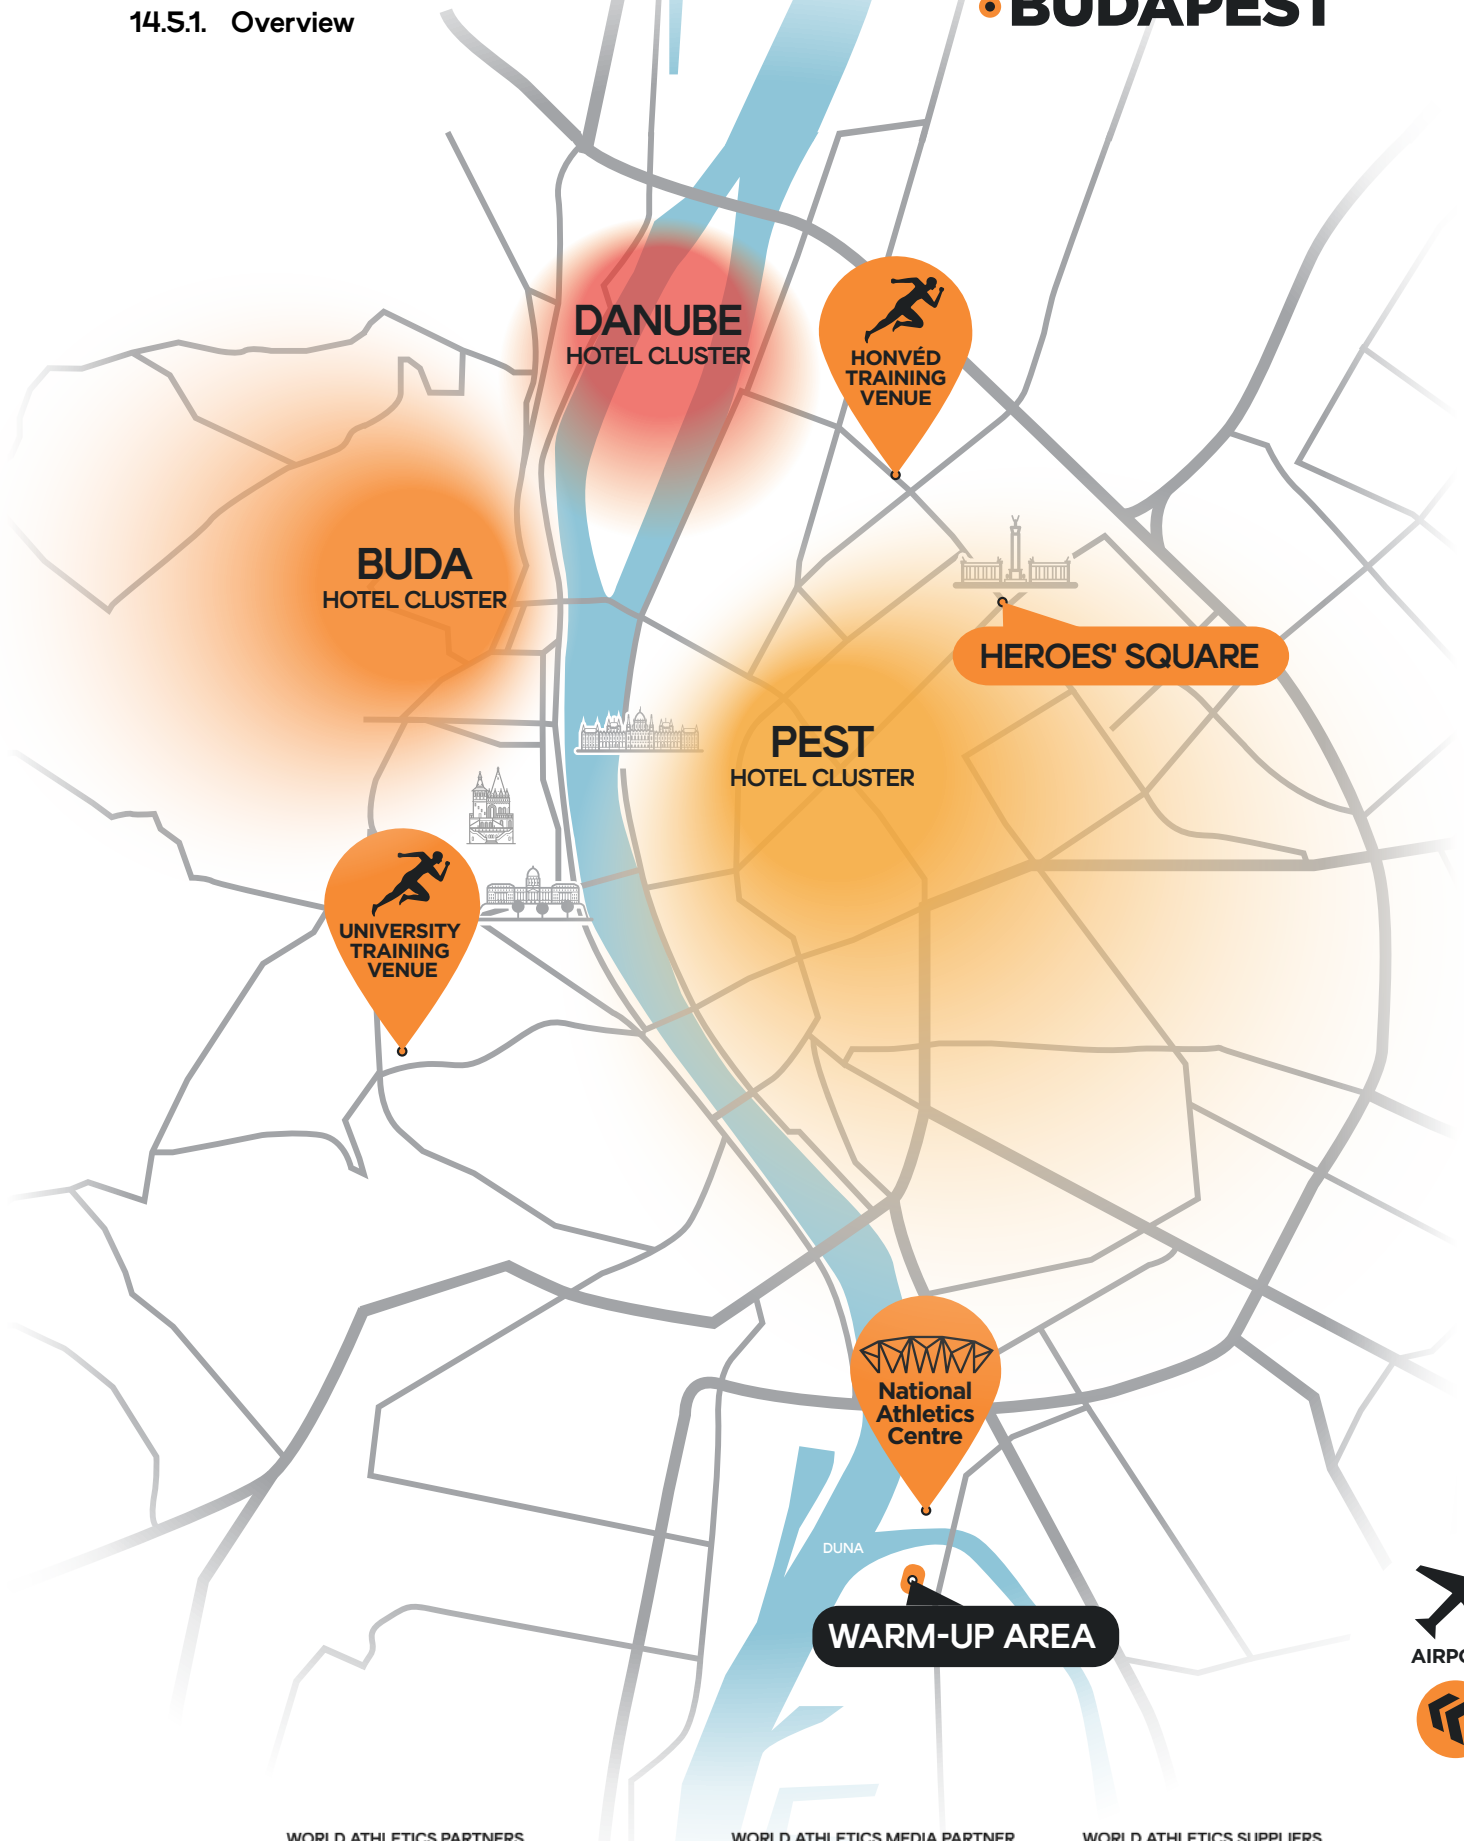 BUDAPEST
14.5.1. Overview
DANUBE
HOTEL CLUSTER
HONVÉD
TRAINING
VENUE
BUDA
HOTEL CLUSTER
HEROES' SQUARE
PEST
HOTEL CLUSTER
UNIVERSITY
TRAINING
VENUE
National
Athletics
Centre
DUNA
WARM-UP AREA
AIRPO
WORLD ATHLETICS PARTNERS
WORLD ATHLETICS MEDIA PARTNER
WORLD ATHLETICS SUPPLIERS